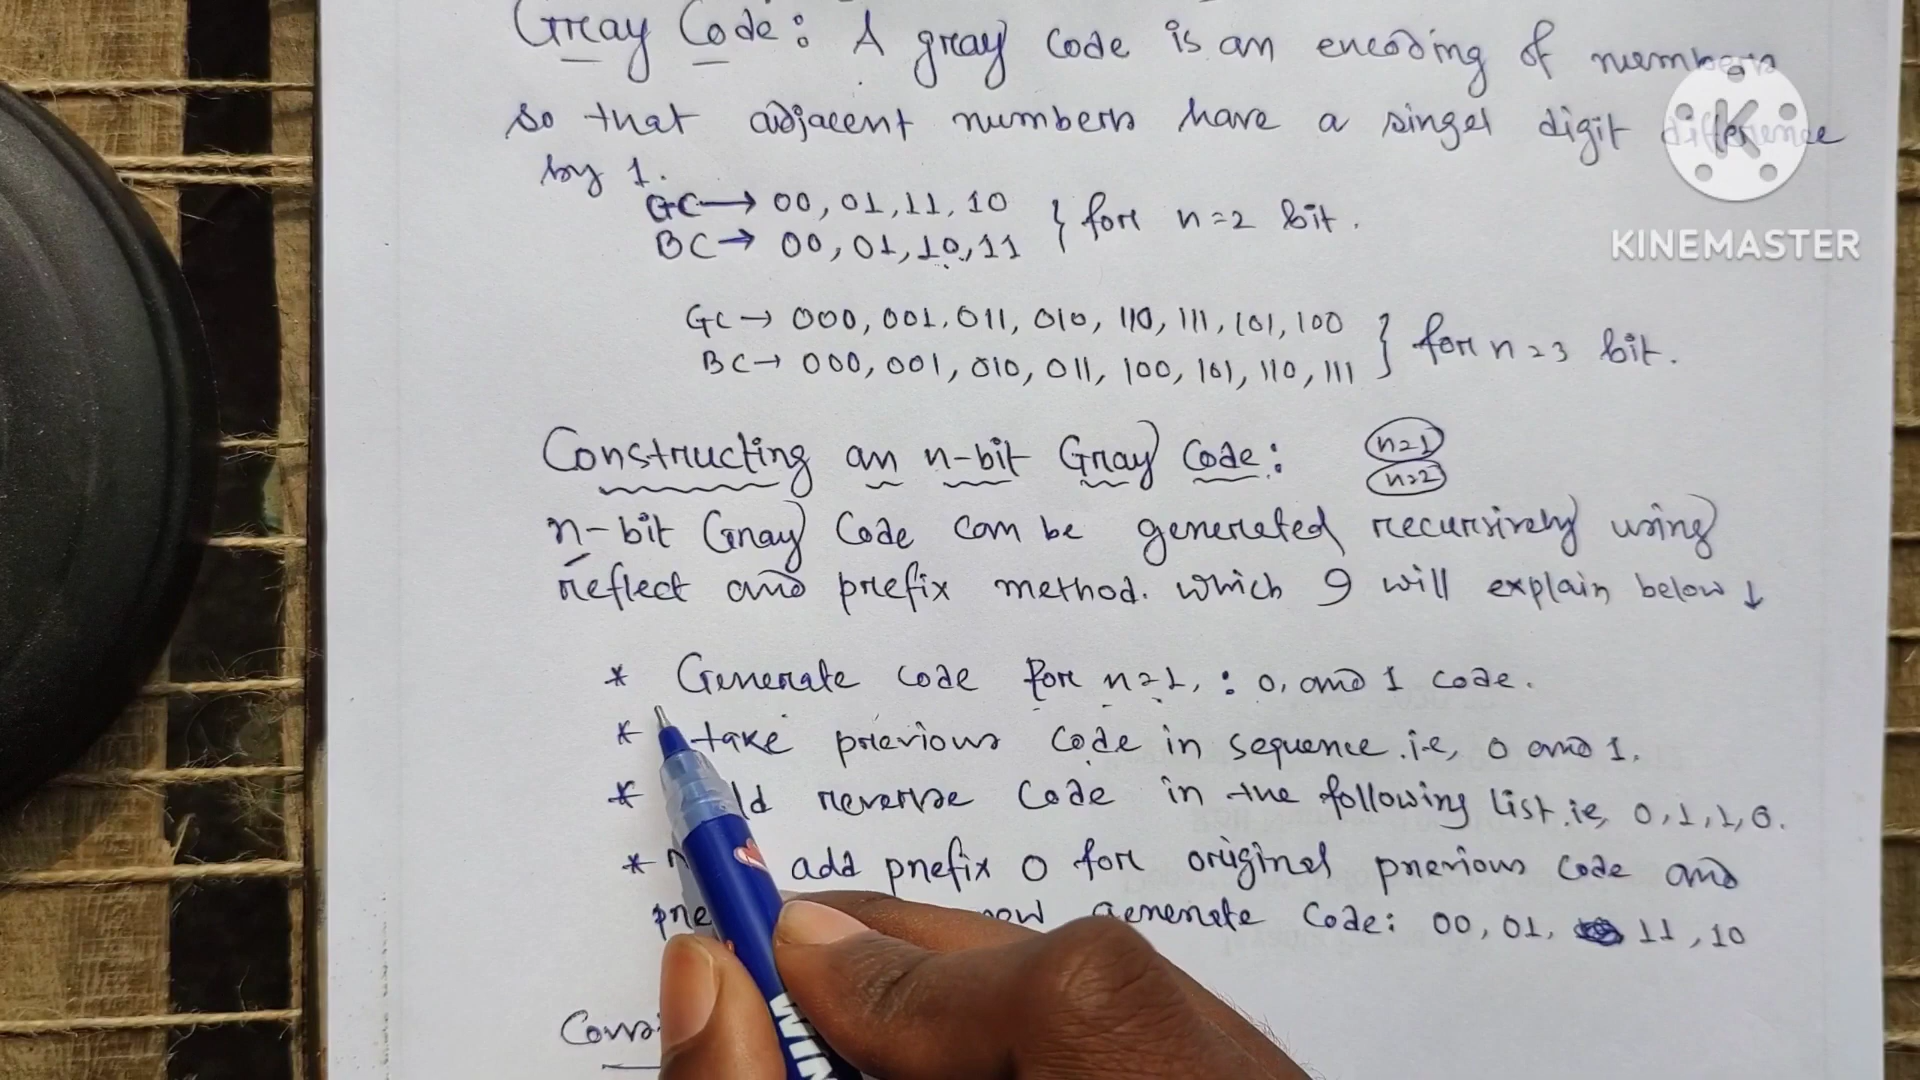 Gray Code: A gray code is an encoding of numbers
so that adjacent numbers have a singel digit difference
by 1.
GC → 00, 01, 11, 10 } for n=2 bit.
BC → 00, 01, 10, 11
GC → 000, 001, 011, 010, 110, 111, 101, 100 } for n=3 bit.
BC → 000, 001, 010, 011, 100, 101, 110, 111
Constructing an n-bit Gray Code: n=1
n=2
n-bit Gray Code can be generated recursively using
reflect and prefix method. which I will explain below ↓
* Generate code for n=1, : 0, and 1 code.
* take previous code in sequence .i.e, 0 and 1.
* reverse code in the following list .ie, 0, 1, 1, 0.
* add prefix 0 for original previous code and
now Generate Code: 00, 01, 11, 10
K
KINEMASTER
WIN